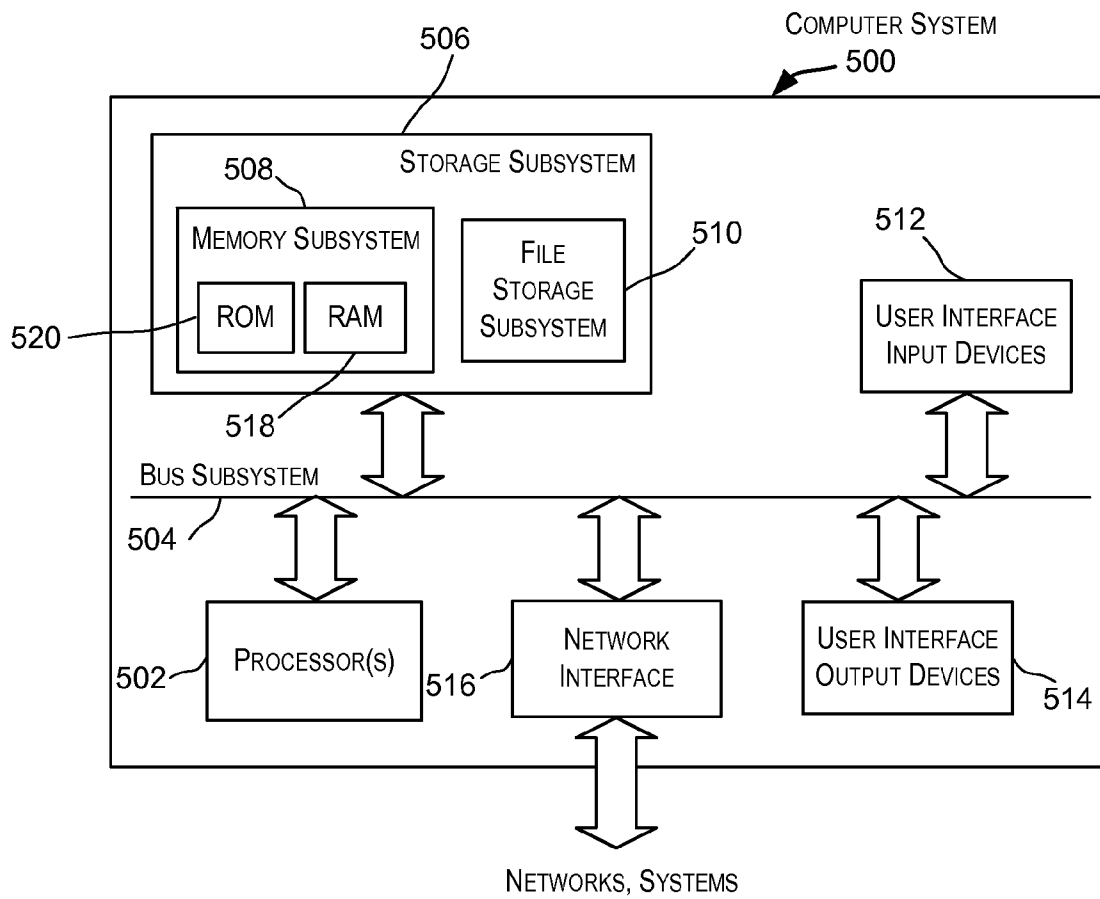 COMPUTER SYSTEM
500
506
STORAGE SUBSYSTEM
508
MEMORY SUBSYSTEM
ROM
RAM
520
518
FILE
STORAGE
SUBSYSTEM
510
512
USER INTERFACE
INPUT DEVICES
BUS SUBSYSTEM
504
PROCESSOR(S)
502
NETWORK
INTERFACE
516
USER INTERFACE
OUTPUT DEVICES
514
NETWORKS, SYSTEMS